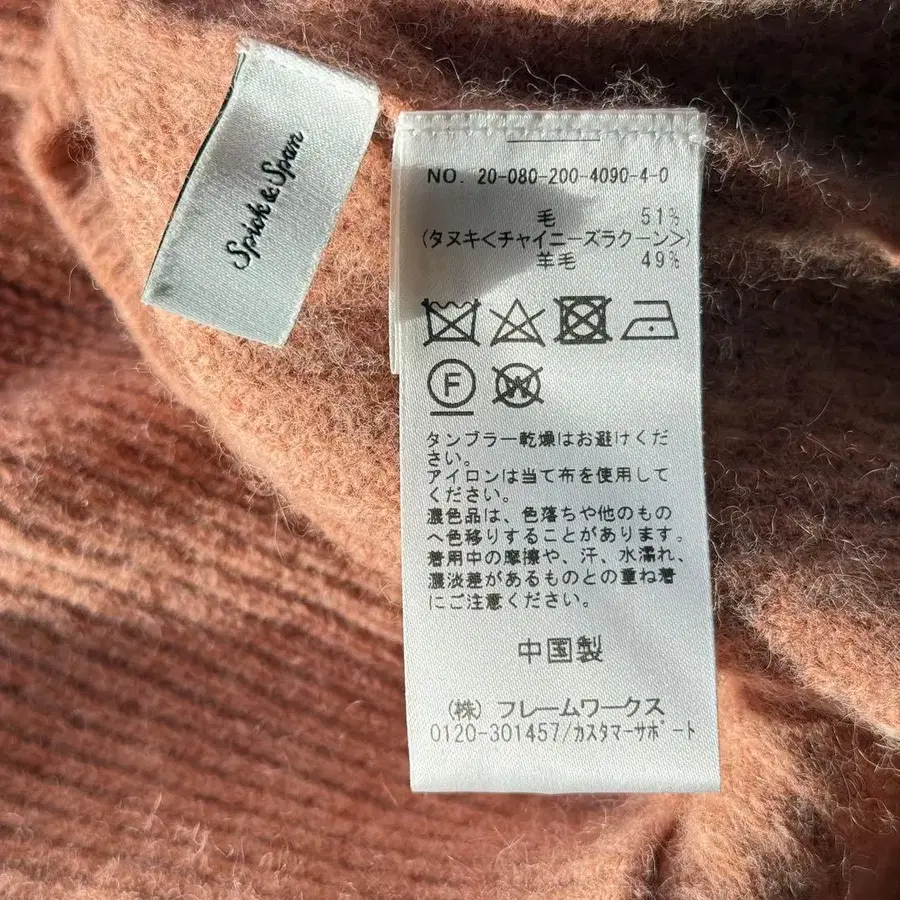 Spick & Span
NO. 20-080-200-4090-4-0
毛 51%
(タヌキ<チャイニーズラクーン>)
羊毛 49%
F
W
タンブラー乾燥はお避けくだ
さい。
アイロンは当て布を使用して
ください。
濃色品は、色落ちや他のもの
へ色移りすることがあります。
着用中の摩擦や、汗、水濡れ、
濃淡差があるものとの重ね着
にご注意ください。
中国製
(株) フレームワークス
0120-301457/カスタマーサポート